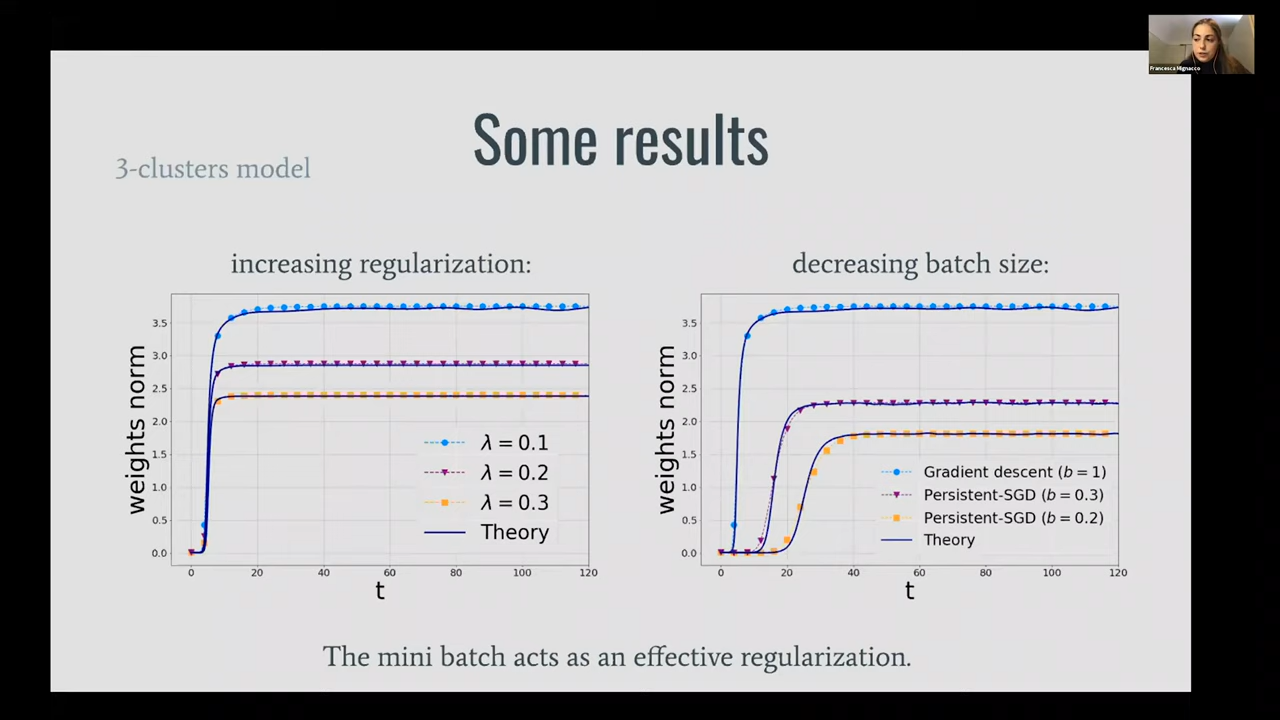 Francesca Mignacco
Some results
3-clusters model
increasing regularization:
weights norm
3.5
3.0
2.5
2.0
1.5
1.0
0.5
0.0
0 20 40 60 80 100 120
t
λ = 0.1
λ = 0.2
λ = 0.3
Theory
decreasing batch size:
weights norm
3.5
3.0
2.5
2.0
1.5
1.0
0.5
0.0
0 20 40 60 80 100 120
t
Gradient descent (b = 1)
Persistent-SGD (b = 0.3)
Persistent-SGD (b = 0.2)
Theory
The mini batch acts as an effective regularization.